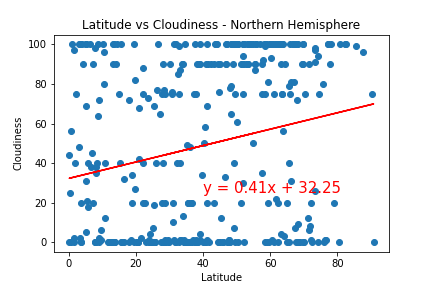 Latitude vs Cloudiness - Northern Hemisphere
100
80
60
40
20
0
Cloudiness
y = 0.41x + 32.25
0 20 40 60 80
Latitude